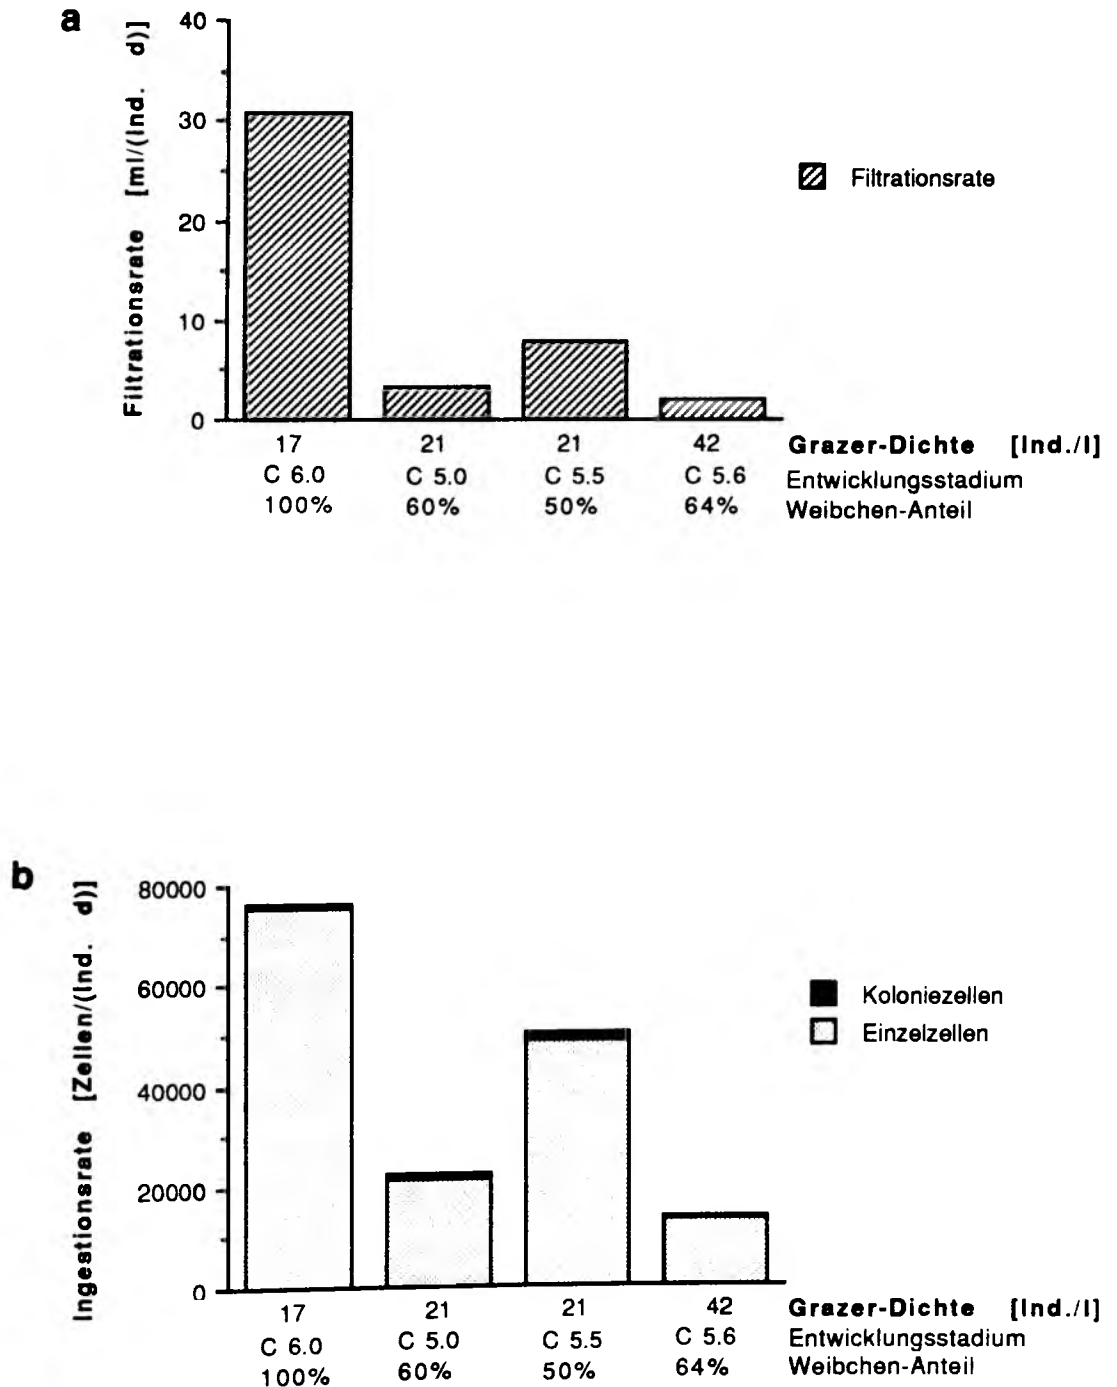 a
Filtrationsrate [ml/(Ind. d)]
40
30
20
10
0
Filtrationsrate
17 21 21 42 Grazer-Dichte [Ind./l]
C 6.0 C 5.0 C 5.5 C 5.6 Entwicklungsstadium
100% 60% 50% 64% Weibchen-Anteil
b
Ingestionsrate [Zellen/(Ind. d)]
80000
60000
40000
20000
0
Koloniezellen
Einzelzellen
17 21 21 42 Grazer-Dichte [Ind./l]
C 6.0 C 5.0 C 5.5 C 5.6 Entwicklungsstadium
100% 60% 50% 64% Weibchen-Anteil